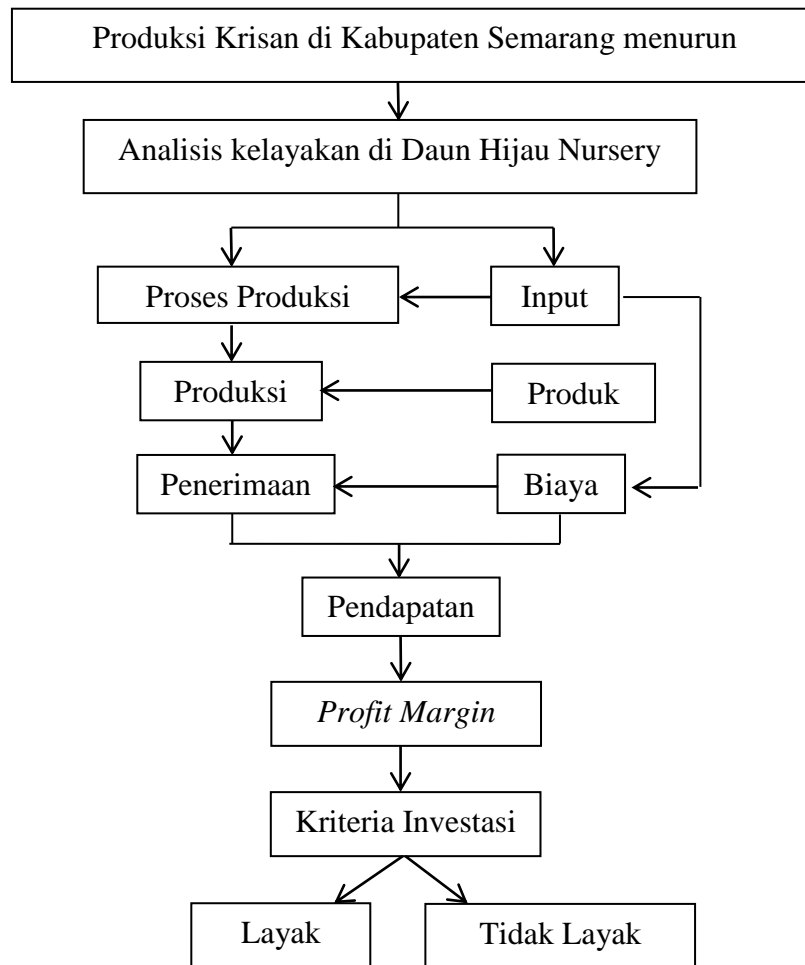 Produksi Krisan di Kabupaten Semarang menurun
Analisis kelayakan di Daun Hijau Nursery
Proses Produksi
Input
Produksi
Produk
Penerimaan
Biaya
Pendapatan
Profit Margin
Kriteria Investasi
Layak
Tidak Layak